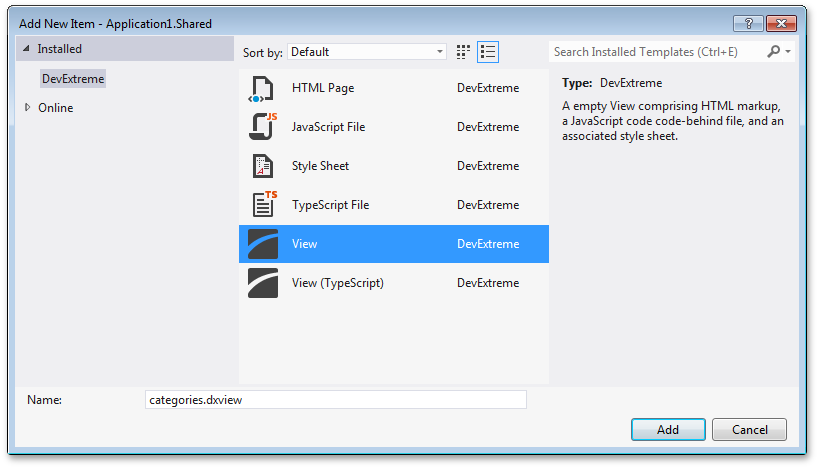 Add New Item - Application1.Shared
?
Installed
DevExtreme
Online
Sort by: Default
Search Installed Templates (Ctrl+E)
HTML Page DevExtreme
JS
JavaScript File DevExtreme
Style Sheet DevExtreme
A
TS
TypeScript File DevExtreme
View DevExtreme
View (TypeScript) DevExtreme
Type: DevExtreme
A empty View comprising HTML markup,
a JavaScript code code-behind file, and an
associated style sheet.
Name: categories.dxview
Add Cancel